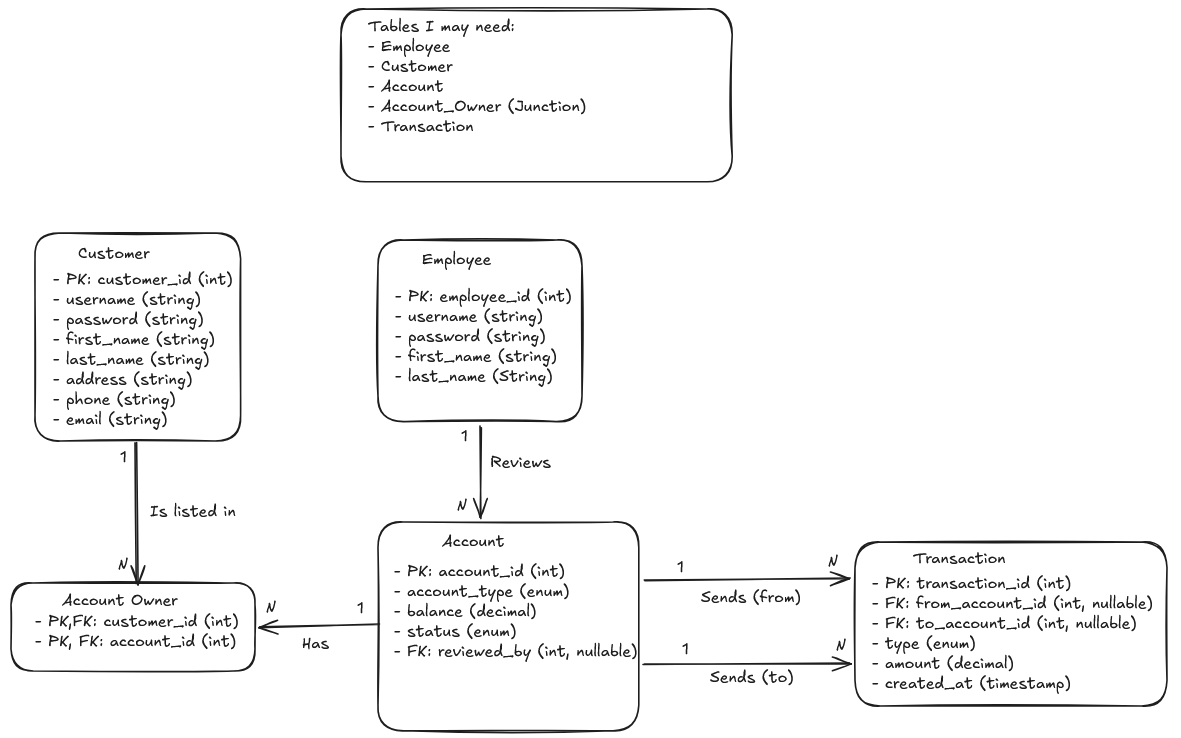 Tables I may need:
- Employee
- Customer
- Account
- Account_Owner (Junction)
- Transaction
Customer
- PK: customer_id (int)
- username (string)
- password (string)
- first_name (string)
- last_name (string)
- address (string)
- phone (string)
- email (string)
Employee
- PK: employee_id (int)
- username (string)
- password (string)
- first_name (string)
- last_name (String)
1
Is listed in
N
1
Reviews
N
Account Owner
- PK,FK: customer_id (int)
- PK, FK: account_id (int)
N
1
Has
Account
- PK: account_id (int)
- account_type (enum)
- balance (decimal)
- status (enum)
- FK: reviewed_by (int, nullable)
1
N
Sends (from)
1
N
Sends (to)
Transaction
- PK: transaction_id (int)
- FK: from_account_id (int, nullable)
- FK: to_account_id (int, nullable)
- type (enum)
- amount (decimal)
- created_at (timestamp)